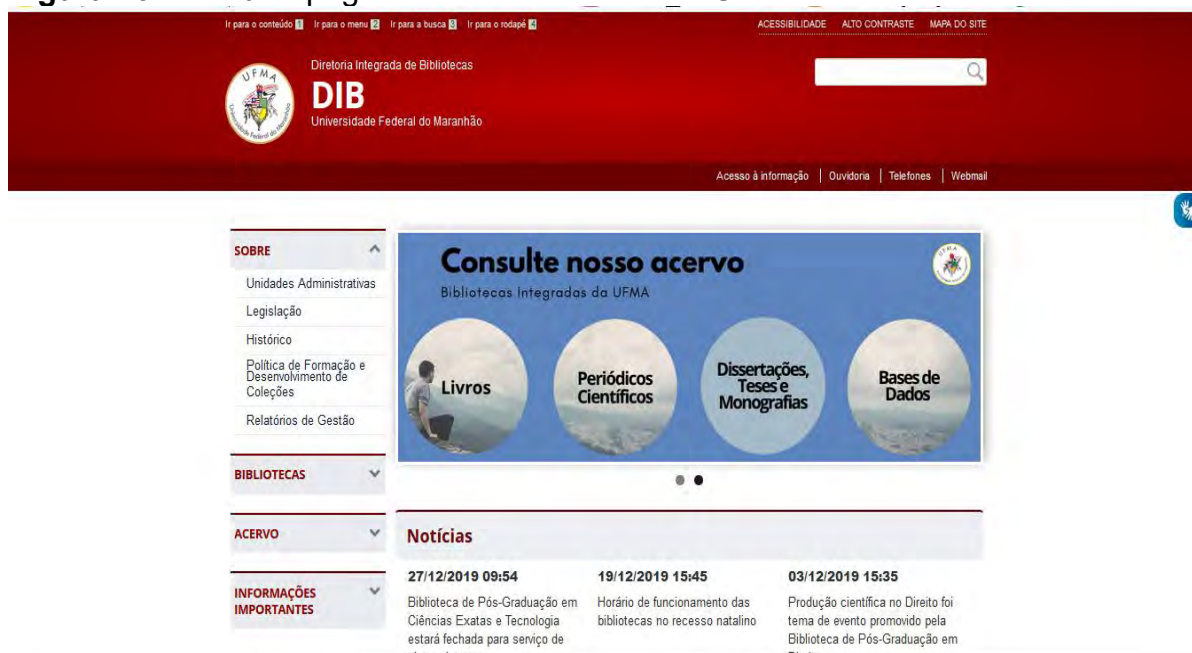 Ir para o conteúdo 1 Ir para o menu 2 Ir para a busca 3 Ir para o rodapé 4
ACESSIBILIDADE ALTO CONTRASTE MAPA DO SITE
UFMA
Universidade Federal do
Diretoria Integrada de Bibliotecas
DIB
Universidade Federal do Maranhão
Acesso à informação | Ouvidoria | Telefones | Webmail
SOBRE
Unidades Administrativas
Legislação
Histórico
Política de Formação e
Desenvolvimento de
Coleções
Relatórios de Gestão
BIBLIOTECAS
ACERVO
INFORMAÇÕES
IMPORTANTES
Consulte nosso acervo
Bibliotecas Integradas da UFMA
UFMA
Livros
Periódicos
Científicos
Dissertações,
Teses e
Monografias
Bases de
Dados
Notícias
27/12/2019 09:54
Biblioteca de Pós-Graduação em
Ciências Exatas e Tecnologia
estará fechada para serviço de
19/12/2019 15:45
Horário de funcionamento das
bibliotecas no recesso natalino
03/12/2019 15:35
Produção científica no Direito foi
tema de evento promovido pela
Biblioteca de Pós-Graduação em